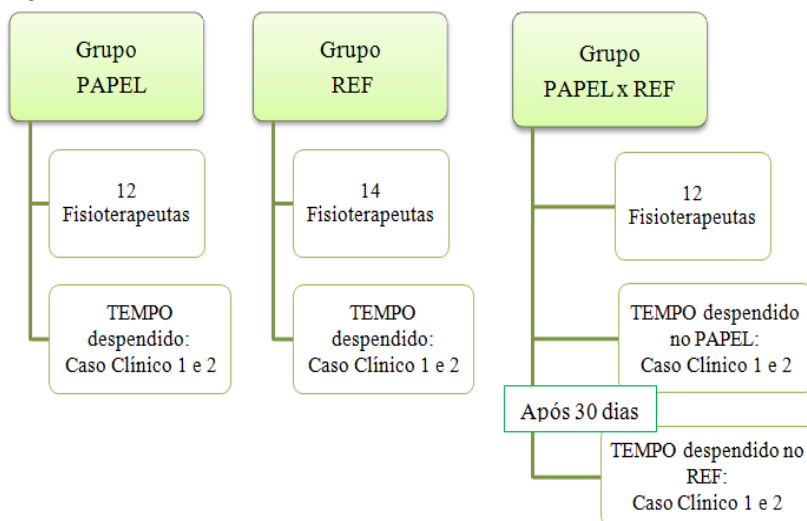 Grupo
PAPEL
12
Fisioterapeutas
TEMPO
despendido:
Caso Clínico 1 e 2
Grupo
REF
14
Fisioterapeutas
TEMPO
despendido:
Caso Clínico 1 e 2
Grupo
PAPEL x REF
12
Fisioterapeutas
TEMPO despendido
no PAPEL:
Caso Clínico 1 e 2
Após 30 dias
TEMPO despendido no
REF:
Caso Clínico 1 e 2